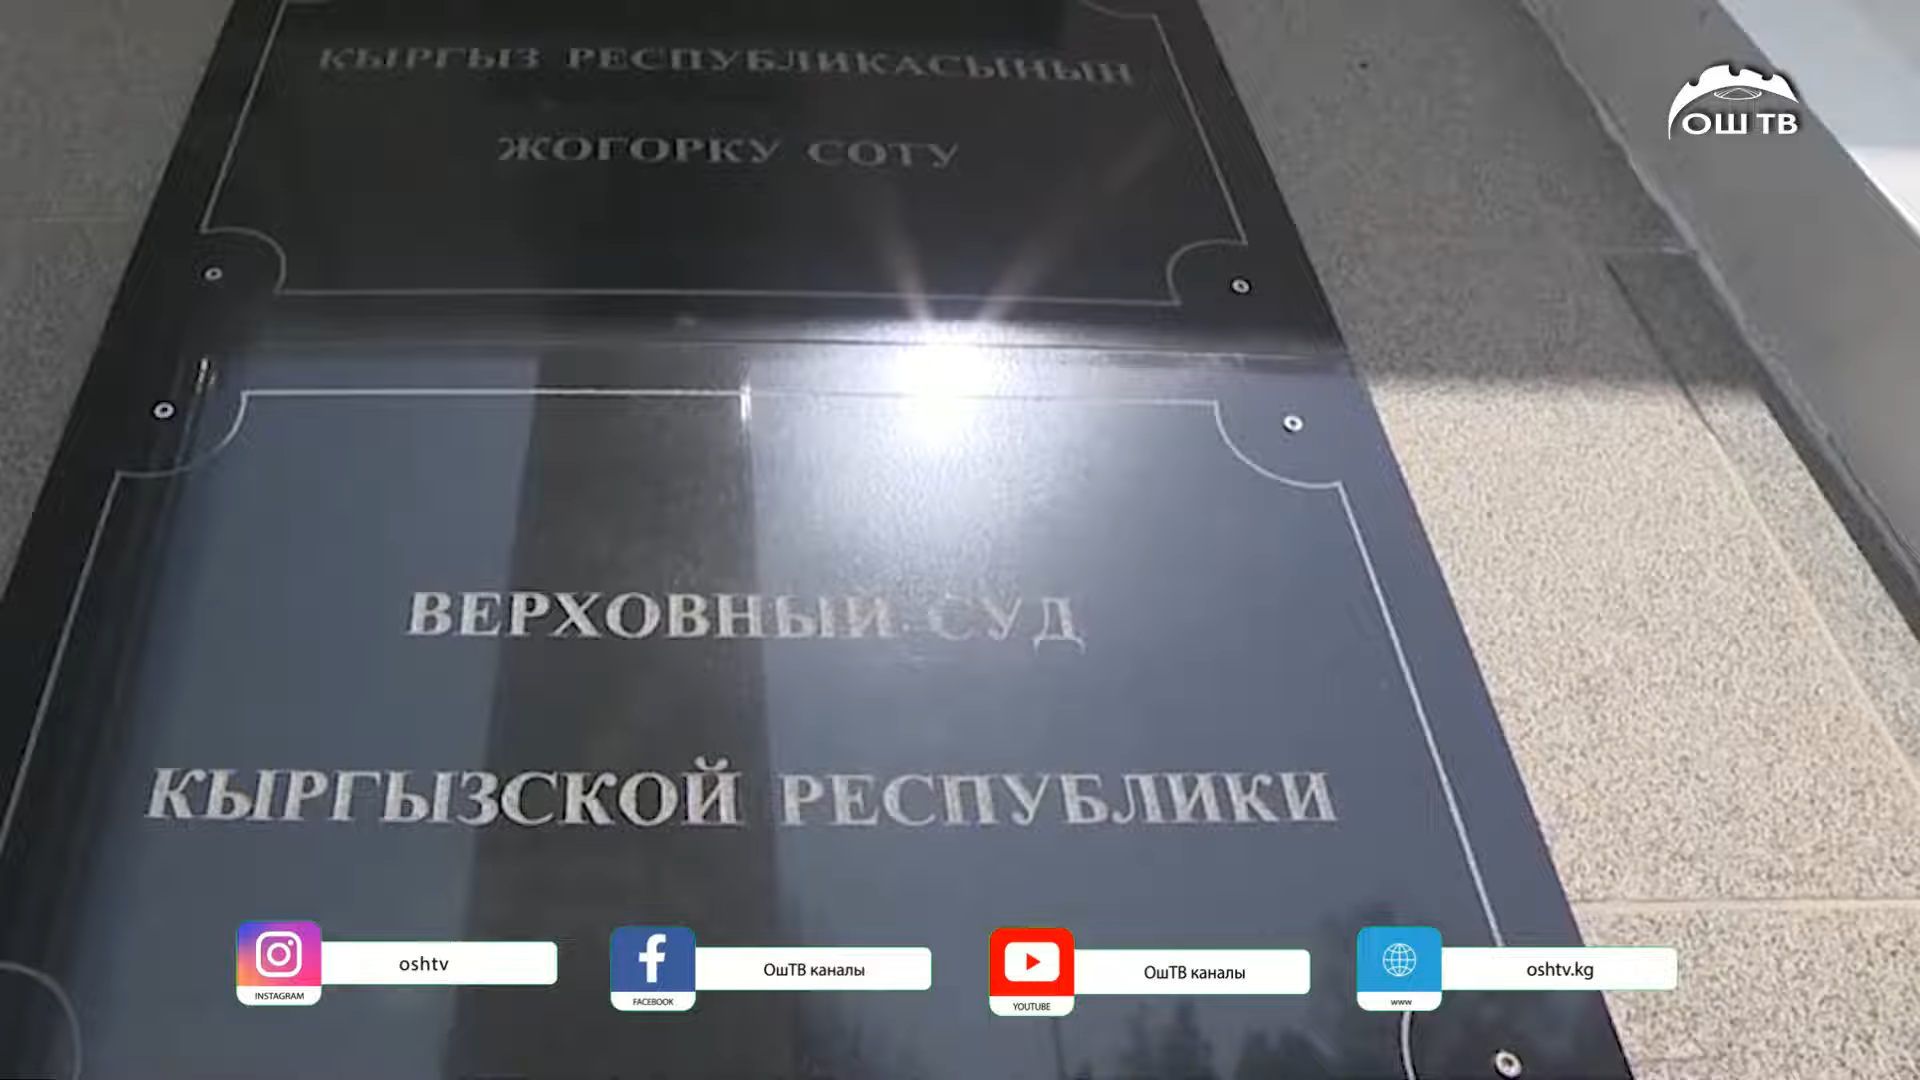 КЫРГЫЗ РЕСПУБЛИКАСЫНЫН
ЖОГОРКУ СОТУ
ОШ ТВ
ВЕРХОВНЫЙ СУД
КЫРГЫЗСКОЙ РЕСПУБЛИКИ
oshtv
INSTAGRAM
ОшТВ каналы
FACEBOOK
ОшТВ каналы
YOUTUBE
oshtv.kg
www